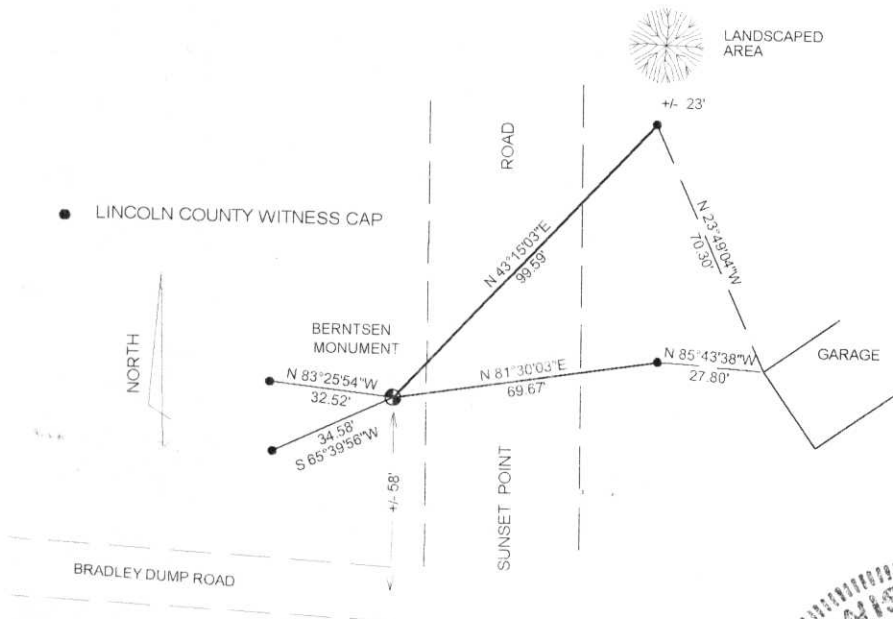 LANDSCAPED
AREA
+/- 23'
ROAD
LINCOLN COUNTY WITNESS CAP
N 43°15'03"E
99.59'
N 23°49'04"W
70.30'
NORTH
BERNTSEN
MONUMENT
N 83°25'54"W
32.52'
N 81°30'03"E
69.67'
N 85°43'38"W
27.80'
GARAGE
34.58'
S 65°39'56"W
+/- 58'
SUNSET POINT
BRADLEY DUMP ROAD